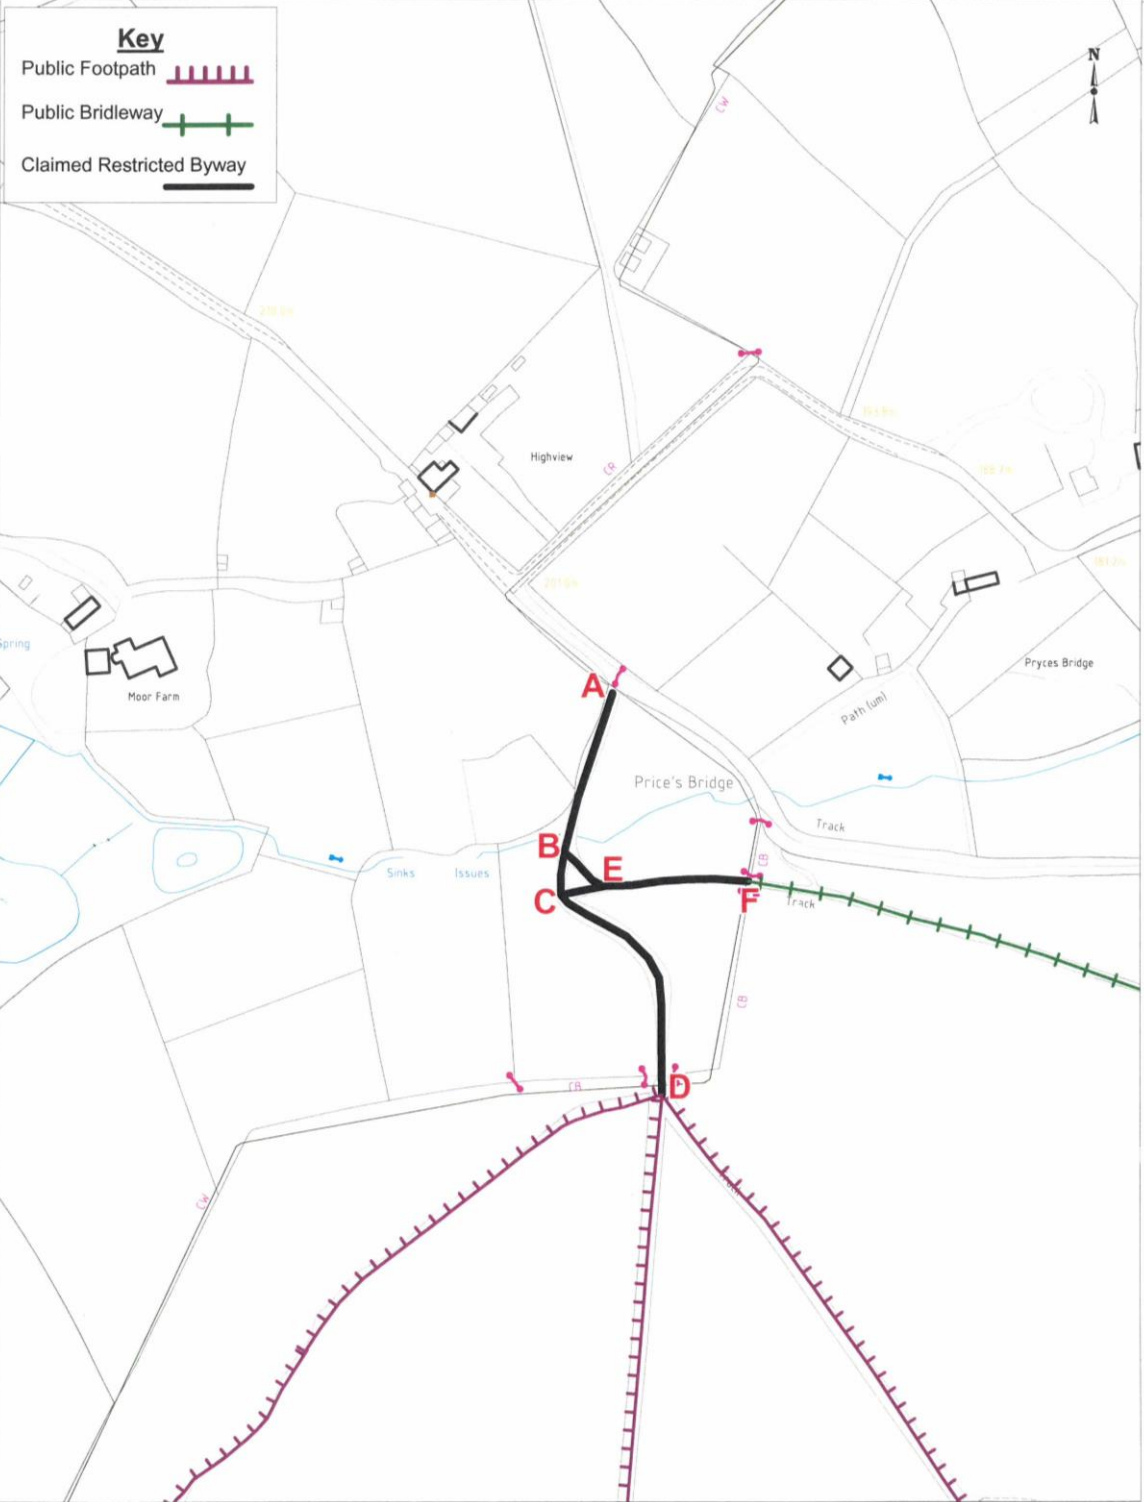 Key
Public Footpath
Public Bridleway
Claimed Restricted Byway
N
CW
Highview
CR
Spring
Moor Farm
Pryces Bridge
Path (um)
A
Price's Bridge
Track
B
E
CB
Sinks
Issues
C
F
Track
CB
CB
D
CW